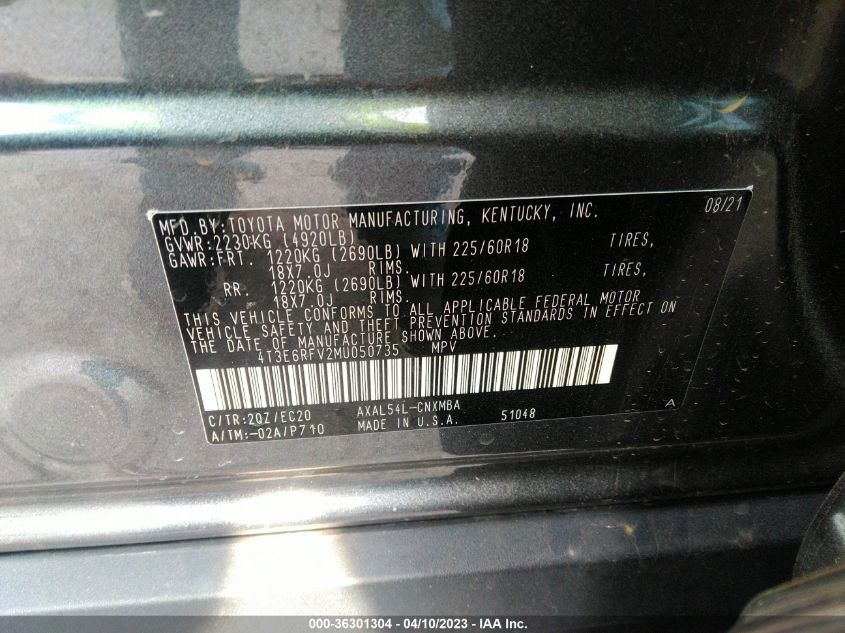 MFD.BY:TOYOTA MOTOR MANUFACTURING, KENTUCKY, INC. 08/21
GVWR:2230KG (4920LB)
GAWR:FRT. 1220KG (2690LB) WITH 225/60R18 TIRES,
18X7.0J RIMS.
RR. 1220KG (2690LB) WITH 225/60R18 TIRES,
18X7.0J RIMS.
THIS VEHICLE CONFORMS TO ALL APPLICABLE FEDERAL MOTOR
VEHICLE SAFETY AND THEFT PREVENTION STANDARDS IN EFFECT ON
THE DATE OF MANUFACTURE SHOWN ABOVE.
4T3E6RFV2MU050735 MPV
C/TR:20Z/EC20 AXAL54L-CNXMBA A
A/TM:-02A/P710 MADE IN U.S.A. 51048
000-36301304 - 04/10/2023 - IAA Inc.